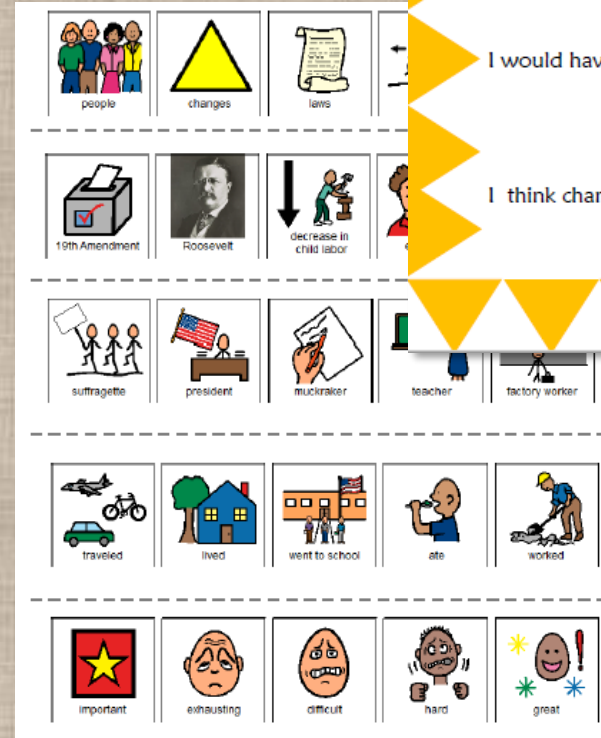 people changes laws
I would hav
I think char
19th Amendment Roosevelt decrease in
child labor
suffragette president muckraker teacher factory worker
traveled lived went to school ate worked
important exhausting difficult hard great